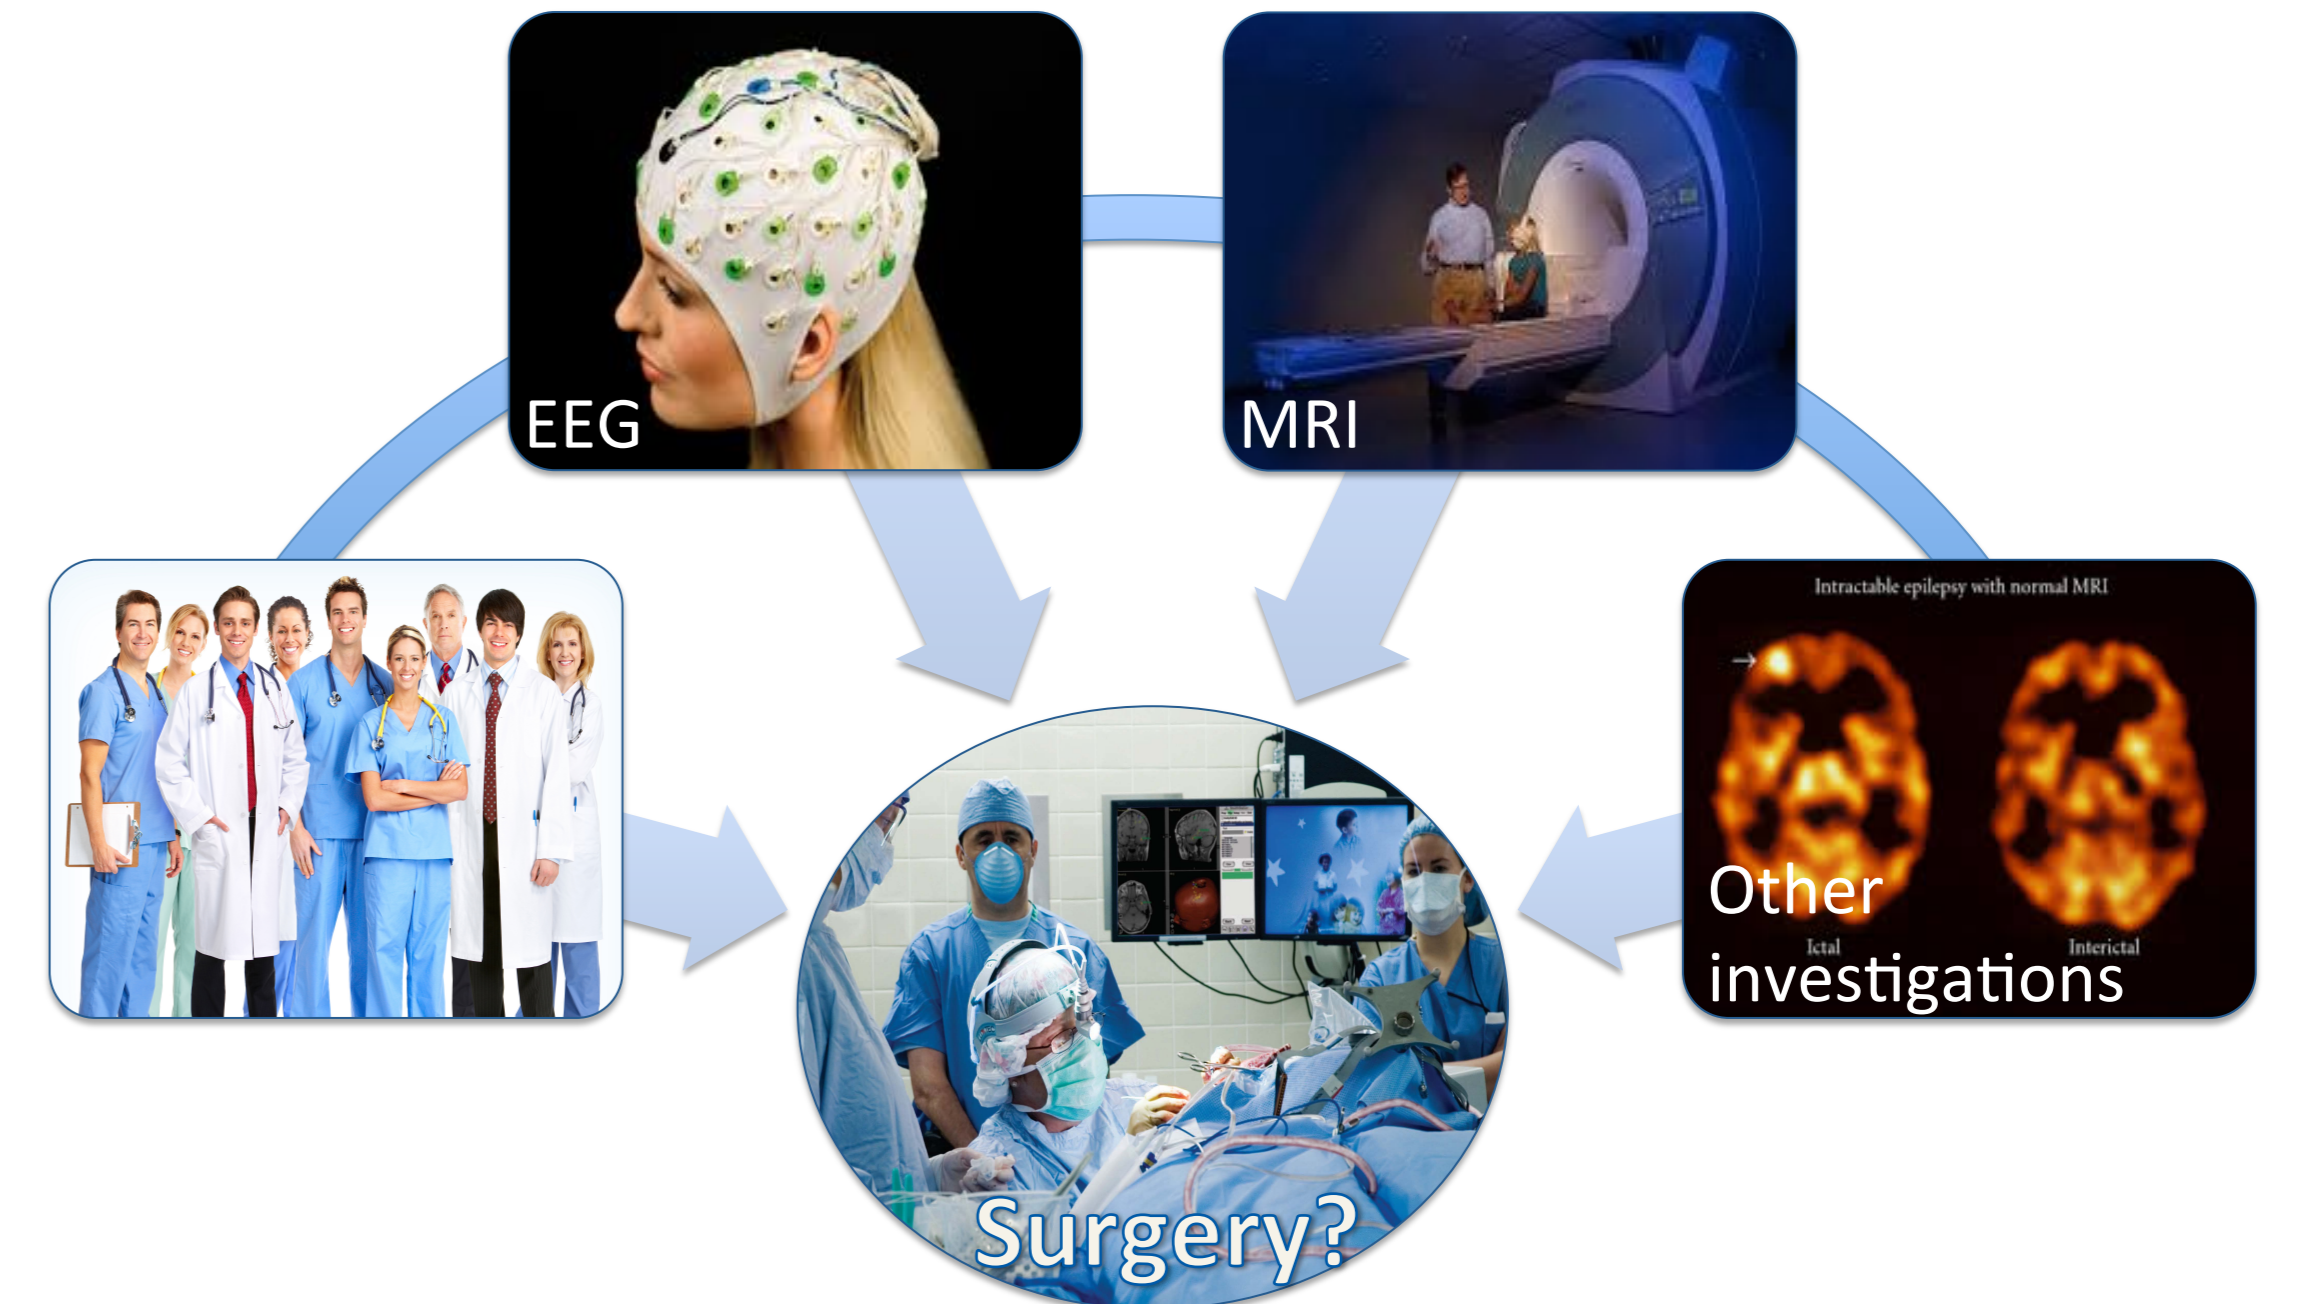 EEG
MRI
Intractable epilepsy with normal MRI
Other
Ictal
Interictal
investigations
Surgery?